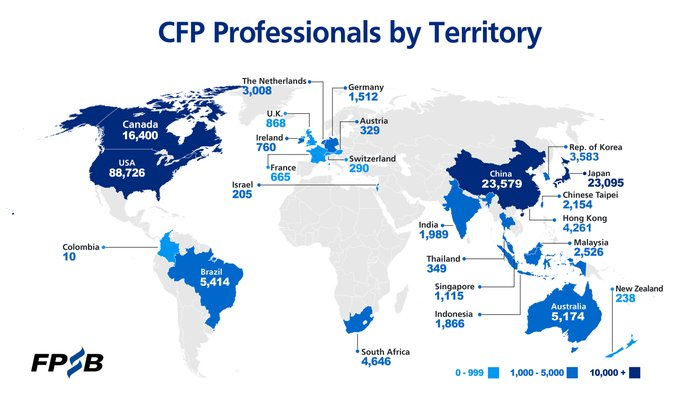 CFP Professionals by Territory
The Netherlands
3,008
Germany
1,512
Canada
16,400
U.K.
868
Austria
329
Ireland
760
USA
88,726
France
665
Switzerland
290
Israel
205
Rep. of Korea
3,583
China
23,579
Japan
23,095
Chinese Taipei
2,154
Hong Kong
4,261
India
1,989
Malaysia
2,526
Colombia
10
Thailand
349
Brazil
5,414
Singapore
1,115
New Zealand
238
Indonesia
1,866
Australia
5,174
South Africa
4,646
FPSB
0 - 999
1,000 - 5,000
10,000 +